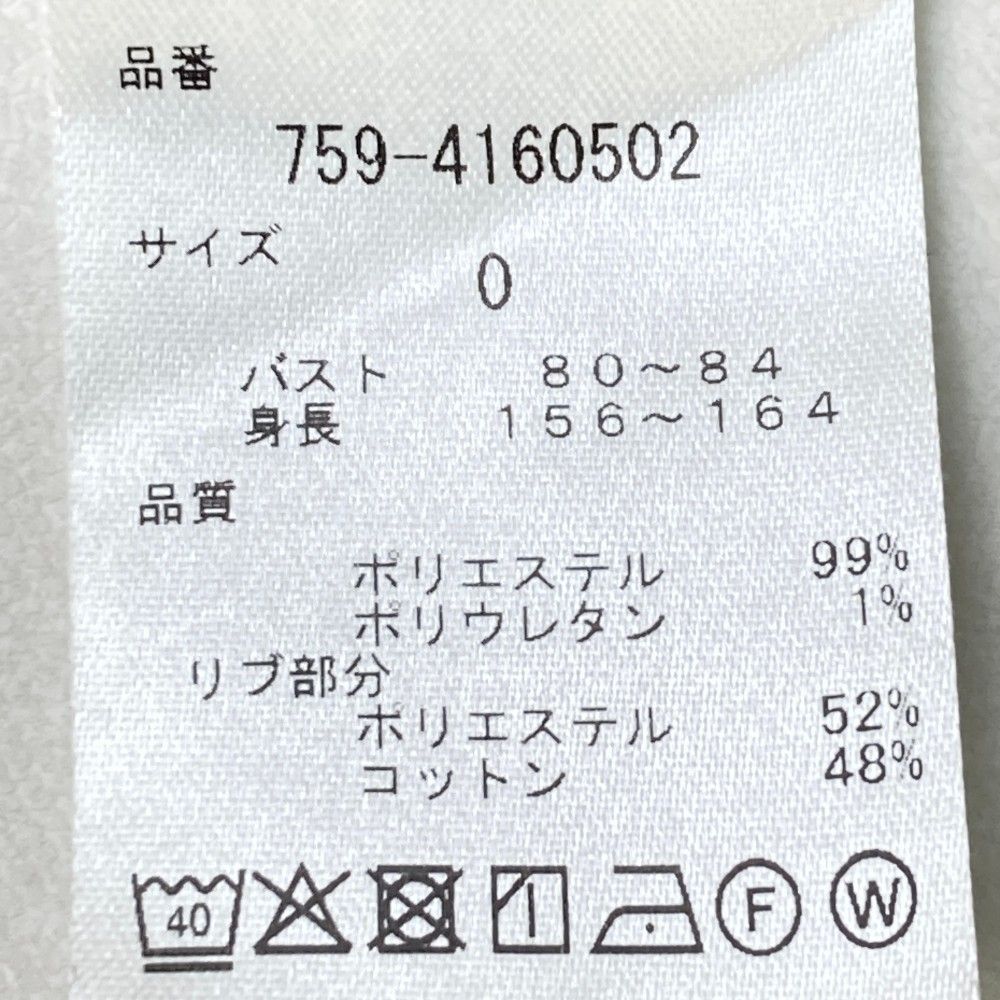 品番
759-4160502
サイズ
0
バスト 80～84
身長 156～164
品質
ポリエステル 99%
ポリウレタン 1%
リブ部分
ポリエステル 52%
コットン 48%
40 F W